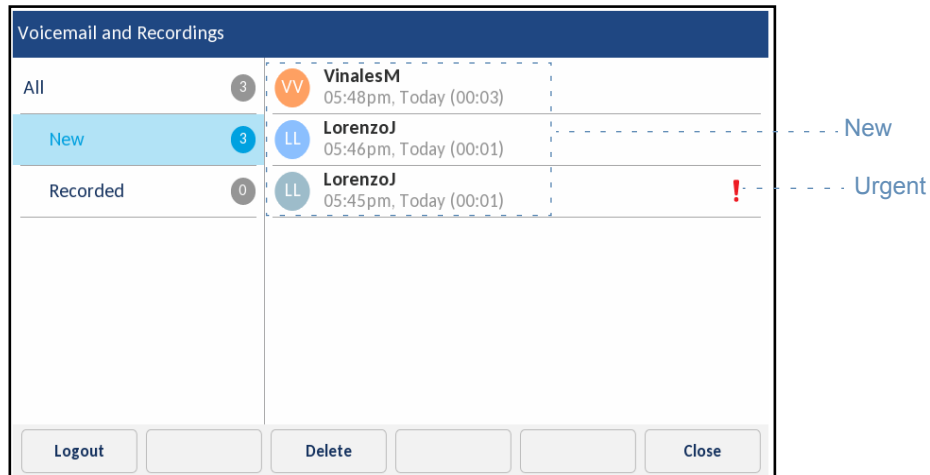 Voicemail and Recordings
All 3
New 3
Recorded 0
VV VinalesM
05:48pm, Today (00:03)
LL LorenzoJ
05:46pm, Today (00:01)
LL LorenzoJ
05:45pm, Today (00:01) !
New
Urgent
Logout Delete Close